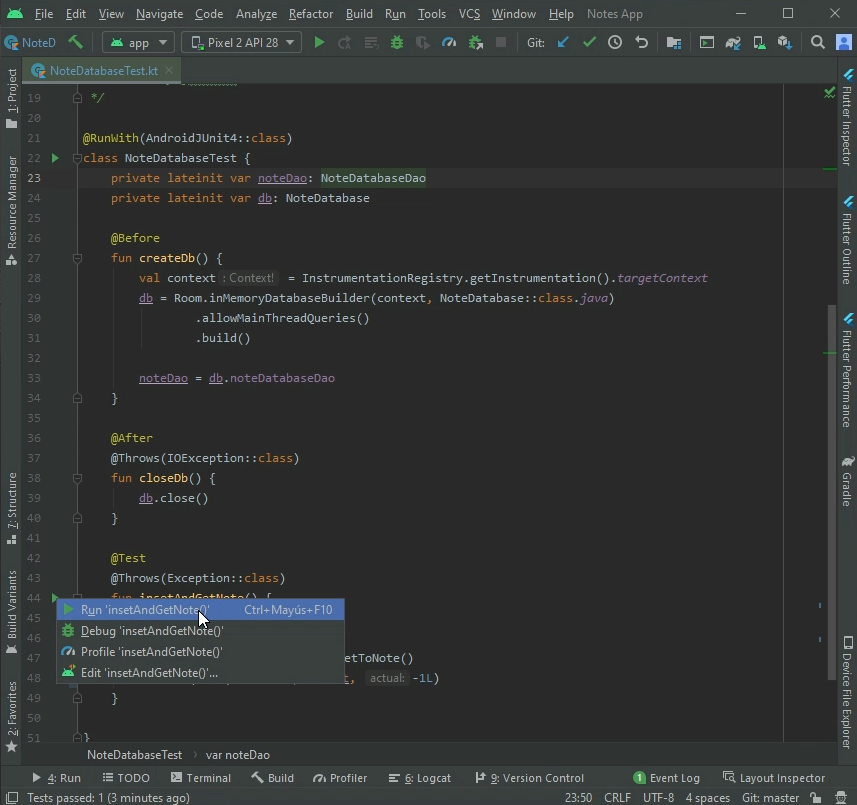 File Edit View Navigate Code Analyze Refactor Build Run Tools VCS Window Help Notes App
NoteD app Pixel 2 API 28 Git:
NoteDatabaseTest.kt
1: Project
Resource Manager
7: Structure
Build Variants
2: Favorites
19 */
20
21 @RunWith(AndroidJUnit4::class)
22 class NoteDatabaseTest {
23 private lateinit var noteDao: NoteDatabaseDao
24 private lateinit var db: NoteDatabase
25
26 @Before
27 fun createDb() {
28 val context : Context! = InstrumentationRegistry.getInstrumentation().targetContext
29 db = Room.inMemoryDatabaseBuilder(context, NoteDatabase::class.java)
30 .allowMainThreadQueries()
31 .build()
32
33 noteDao = db.noteDatabaseDao
34 }
35
36 @After
37 @Throws(IOException::class)
38 fun closeDb() {
39 db.close()
40 }
41
42 @Test
43 @Throws(Exception::class)
44 fun insetAndGetNote() {
45
46
47 etToNote()
48 , actual: -1L)
49 }
50
51 }
Run 'insetAndGetNote()' Ctrl+Mayús+F10
Debug 'insetAndGetNote()'
Profile 'insetAndGetNote()'
Edit 'insetAndGetNote()'...
Flutter Inspector
Flutter Outline
Flutter Performance
Gradle
Device File Explorer
NoteDatabaseTest › var noteDao
4: Run TODO Terminal Build Profiler 6: Logcat 9: Version Control 1 Event Log Layout Inspector
Tests passed: 1 (3 minutes ago) 23:50 CRLF UTF-8 4 spaces Git: master